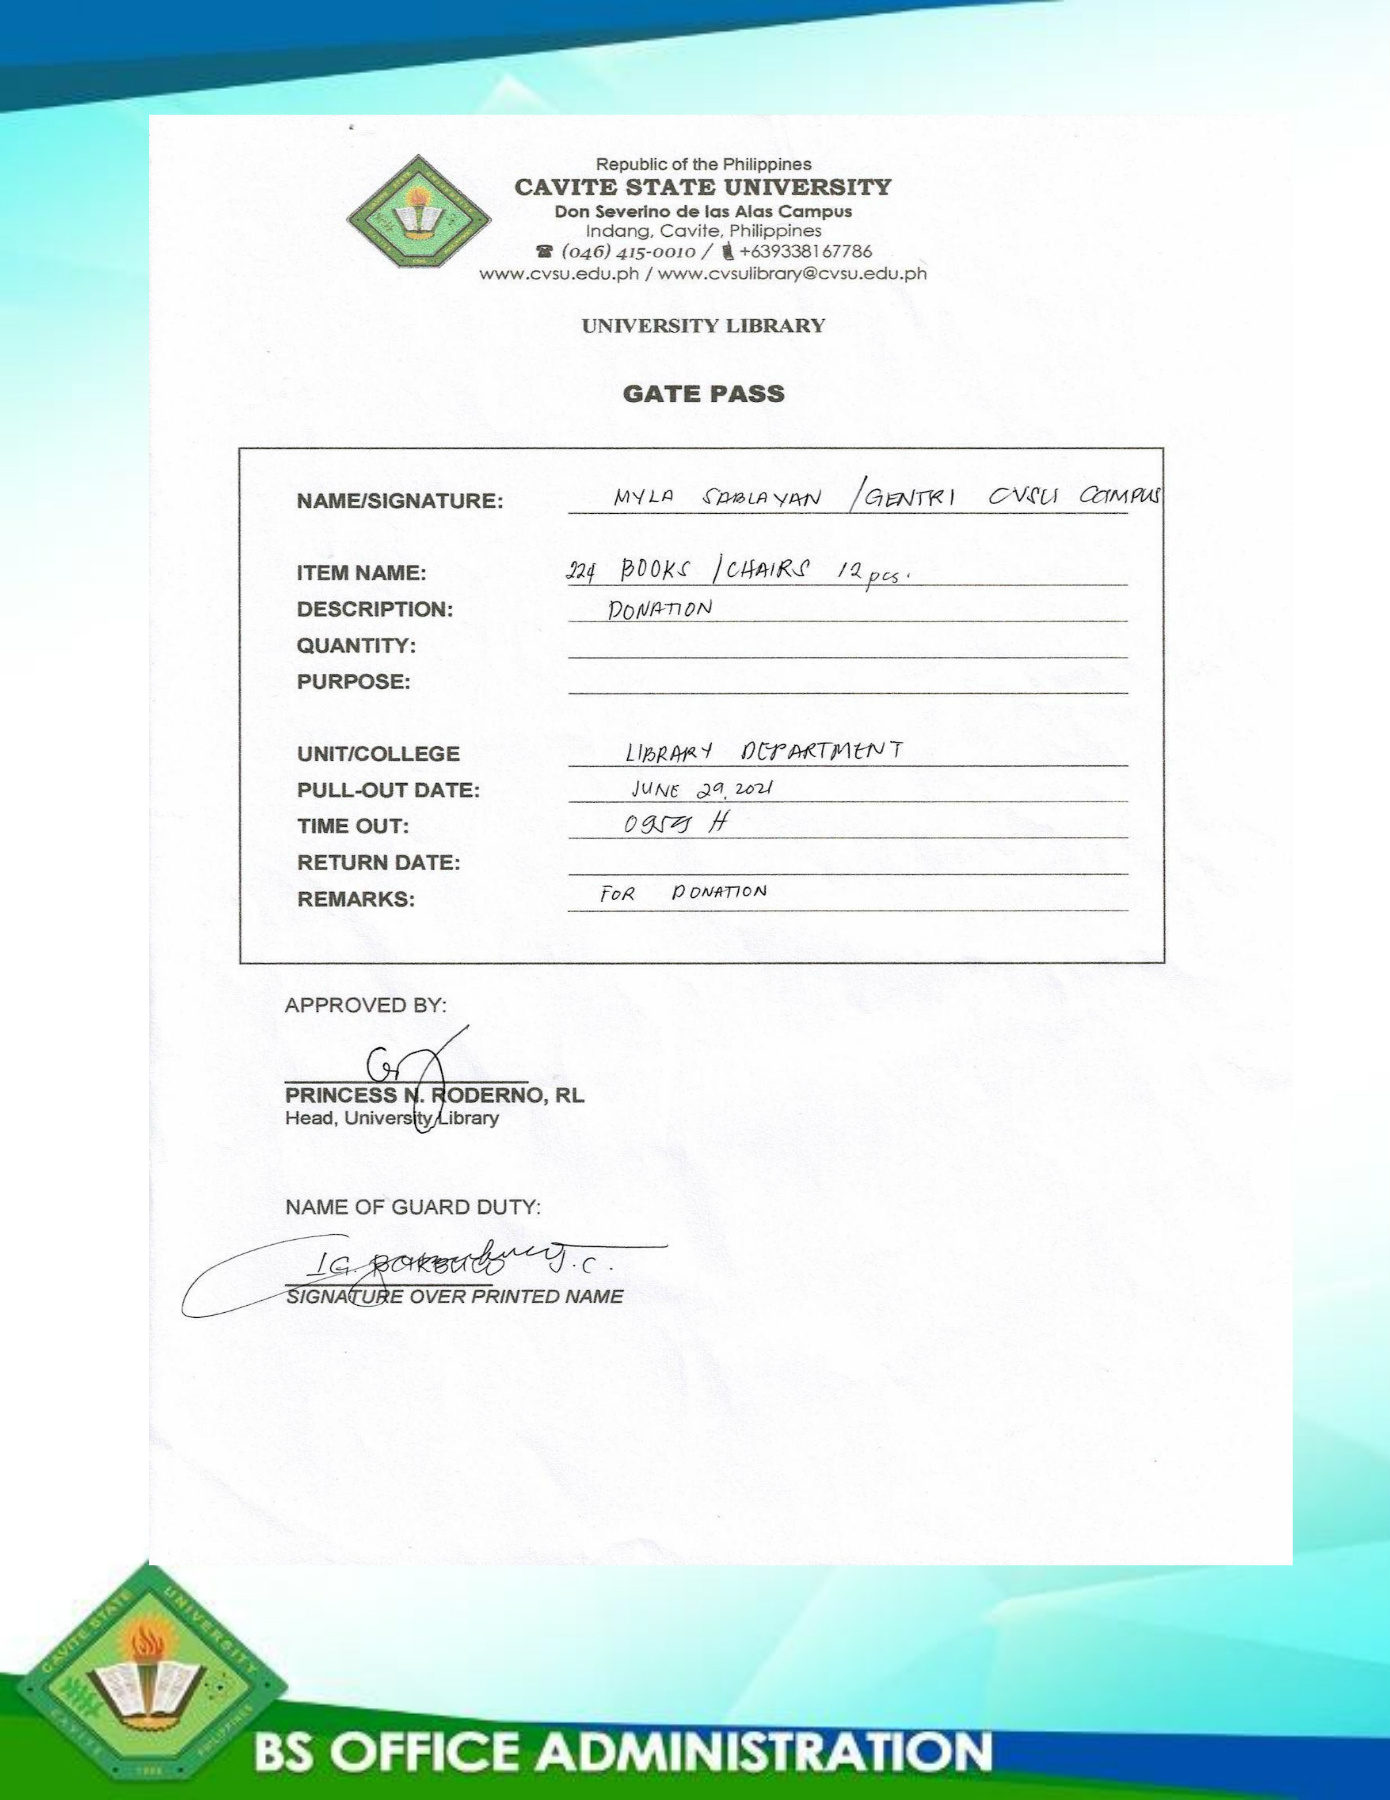 Republic of the Philippines
CAVITE STATE UNIVERSITY
Don Severino de las Alas Campus
Indang, Cavite, Philippines
☎ (046) 415-0010 / 📱 +639338167786
www.cvsu.edu.ph / www.cvsulibrary@cvsu.edu.ph
UNIVERSITY LIBRARY
GATE PASS
NAME/SIGNATURE: MYLA SABLAYAN / GENTRI CVSU CAMPUS
ITEM NAME: 224 BOOKS / CHAIRS 12 pcs.
DESCRIPTION: DONATION
QUANTITY:
PURPOSE:
UNIT/COLLEGE LIBRARY DEPARTMENT
PULL-OUT DATE: JUNE 29, 2021
TIME OUT: H
RETURN DATE:
REMARKS: FOR DONATION
APPROVED BY:
PRINCESS N. RODERNO, RL
Head, University Library
NAME OF GUARD DUTY:
SIGNATURE OVER PRINTED NAME
CAVITE STATE UNIVERSITY
CAVITE PHILIPPINES
1906
BS OFFICE ADMINISTRATION